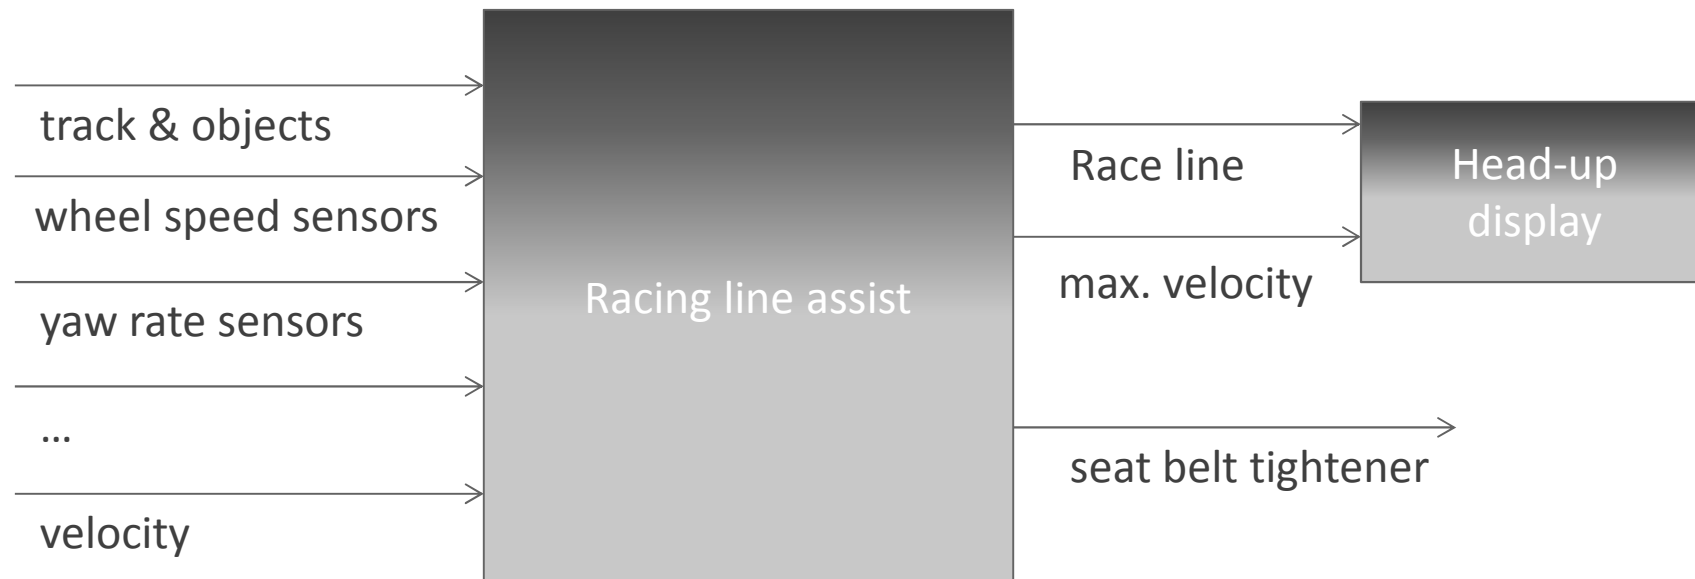 track & objects
wheel speed sensors
yaw rate sensors
...
velocity
Racing line assist
Race line
max. velocity
seat belt tightener
Head-up
display